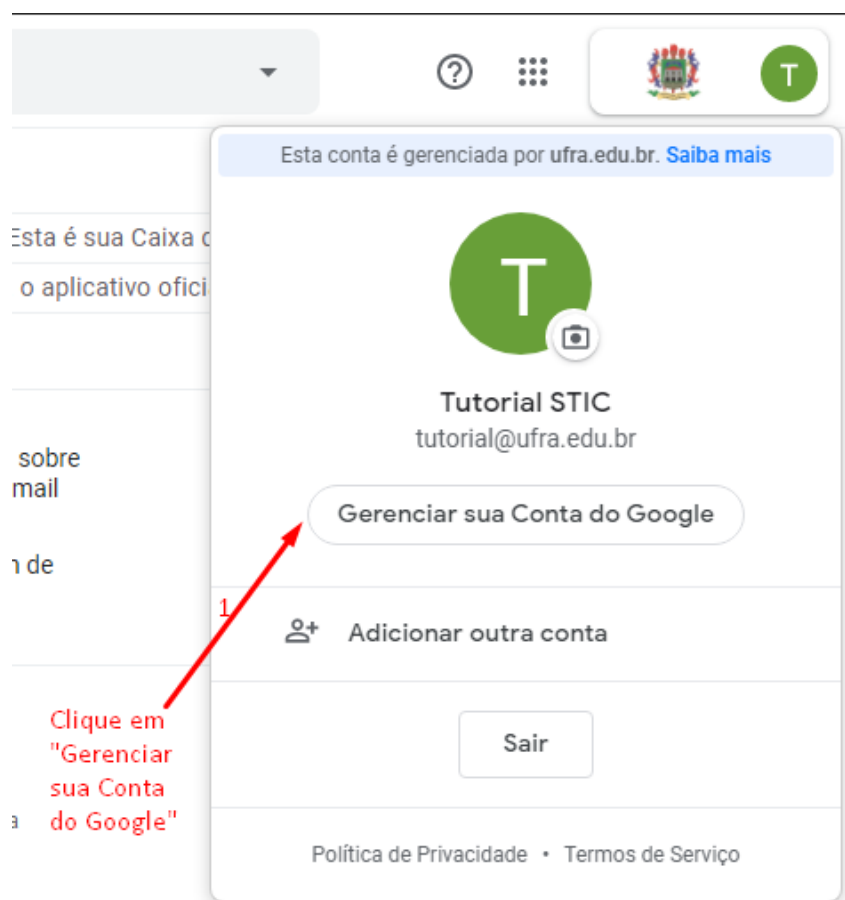 T
Esta conta é gerenciada por ufra.edu.br. Saiba mais
Esta é sua Caixa d
o aplicativo ofici
T
Tutorial STIC
tutorial@ufra.edu.br
sobre
mail
Gerenciar sua Conta do Google
de
1
Adicionar outra conta
Clique em
"Gerenciar
sua Conta
do Google"
Sair
a
Política de Privacidade • Termos de Serviço